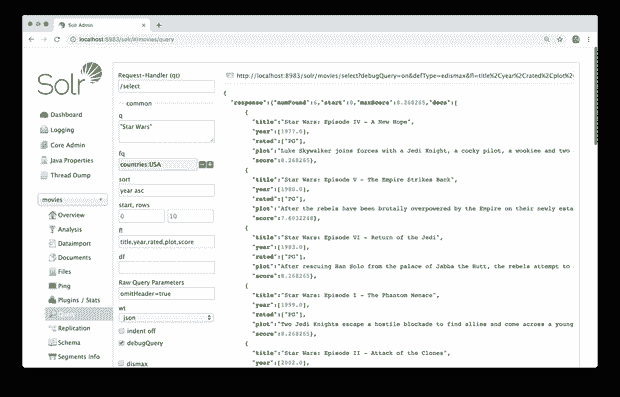 Solr Admin
localhost:8983/solr/#/movies/query
Solr
Dashboard
Logging
Core Admin
Java Properties
Thread Dump
movies
Overview
Analysis
Dataimport
Documents
Files
Ping
Plugins / Stats
Query
Replication
Schema
Segments Info
Request-Handler (qt)
/select
common
q
"Star Wars"
fq
countries:USA
sort
year asc
start, rows
0 10
fl
title,year,rated,plot,score
df
Raw Query Parameters
omitHeader=true
wt
json
indent off
debugQuery
dismax
http://localhost:8983/solr/movies/select?debugQuery=on&defType=edismax&fl=title%2Cyear%2Crated%2Cplot%2
{
"response":{"numFound":6,"start":0,"maxScore":8.268265,"docs":[
{
"title":"Star Wars: Episode IV - A New Hope",
"year":[1977.0],
"rated":["PG"],
"plot":"Luke Skywalker joins forces with a Jedi Knight, a cocky pilot, a wookiee and two
"score":8.268265},
{
"title":"Star Wars: Episode V - The Empire Strikes Back",
"year":[1980.0],
"rated":["PG"],
"plot":"After the rebels have been brutally overpowered by the Empire on their newly esta
{
"title":"Star Wars: Episode VI - Return of the Jedi",
"year":[1983.0],
"rated":["PG"],
"plot":"After rescuing Han Solo from the palace of Jabba the Hutt, the rebels attempt to
"score":8.268265},
{
"title":"Star Wars: Episode I - The Phantom Menace",
"year":[1999.0],
"rated":["PG"],
"plot":"Two Jedi Knights escape a hostile blockade to find allies and come across a young
"score":8.268265},
{
"title":"Star Wars: Episode II - Attack of the Clones",
"year":[2002.0],